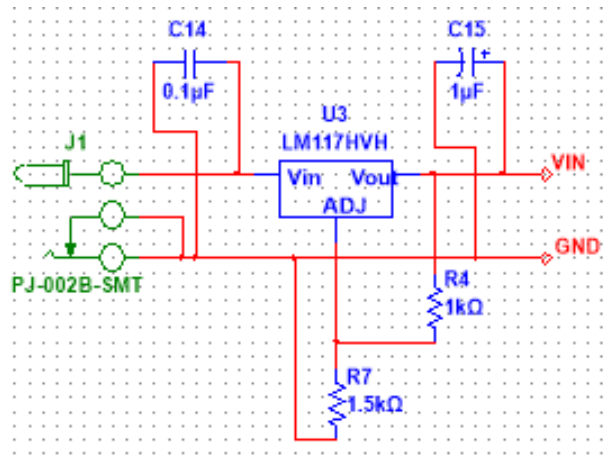 C14
0.1µF
C15
+
1µF
U3
LM117HVH
J1
Vin Vout
ADJ
VIN
GND
PJ-002B-SMT
R4
1kΩ
R7
1.5kΩ